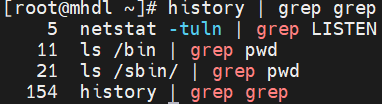 [root@mhdl ~]# history | grep grep
5 netstat -tuln | grep LISTEN
11 ls /bin | grep pwd
21 ls /sbin/ | grep pwd
154 history | grep grep